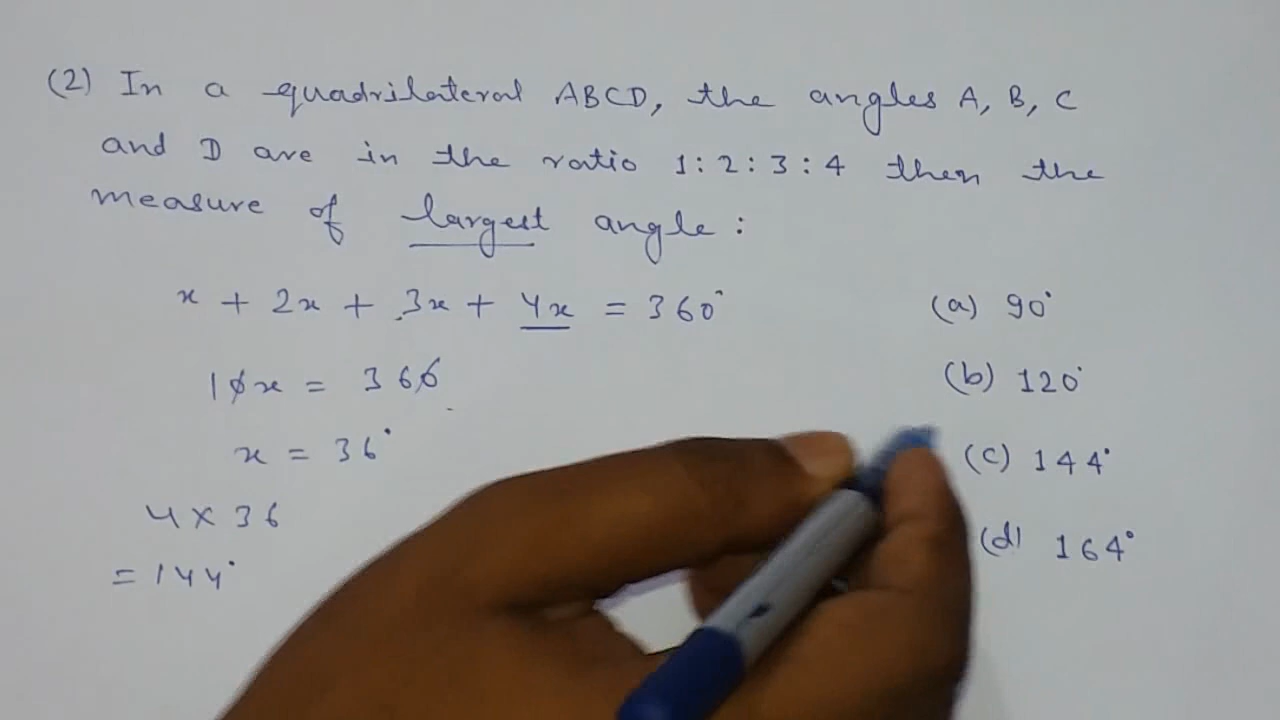 (2) In a quadrilateral ABCD, the angles A, B, C
and D are in the ratio 1:2:3:4 then the
measure of largest angle:
x + 2x + 3x + 4x = 360°
(a) 90°
10x = 360
(b) 120°
x = 36°
(c) 144°
4 × 36
(d) 164°
= 144°